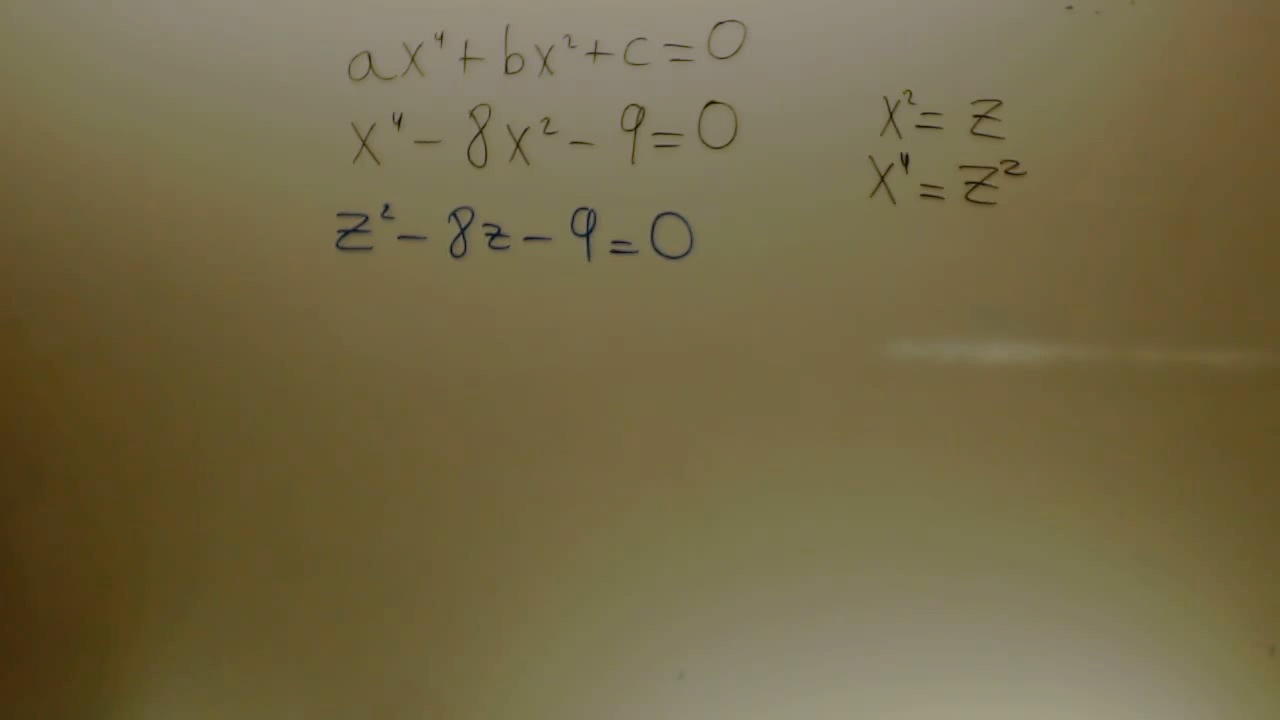 ax⁴ + bx² + c = 0
x⁴ - 8x² - 9 = 0
z² - 8z - 9 = 0
x² = z
x⁴ = z²